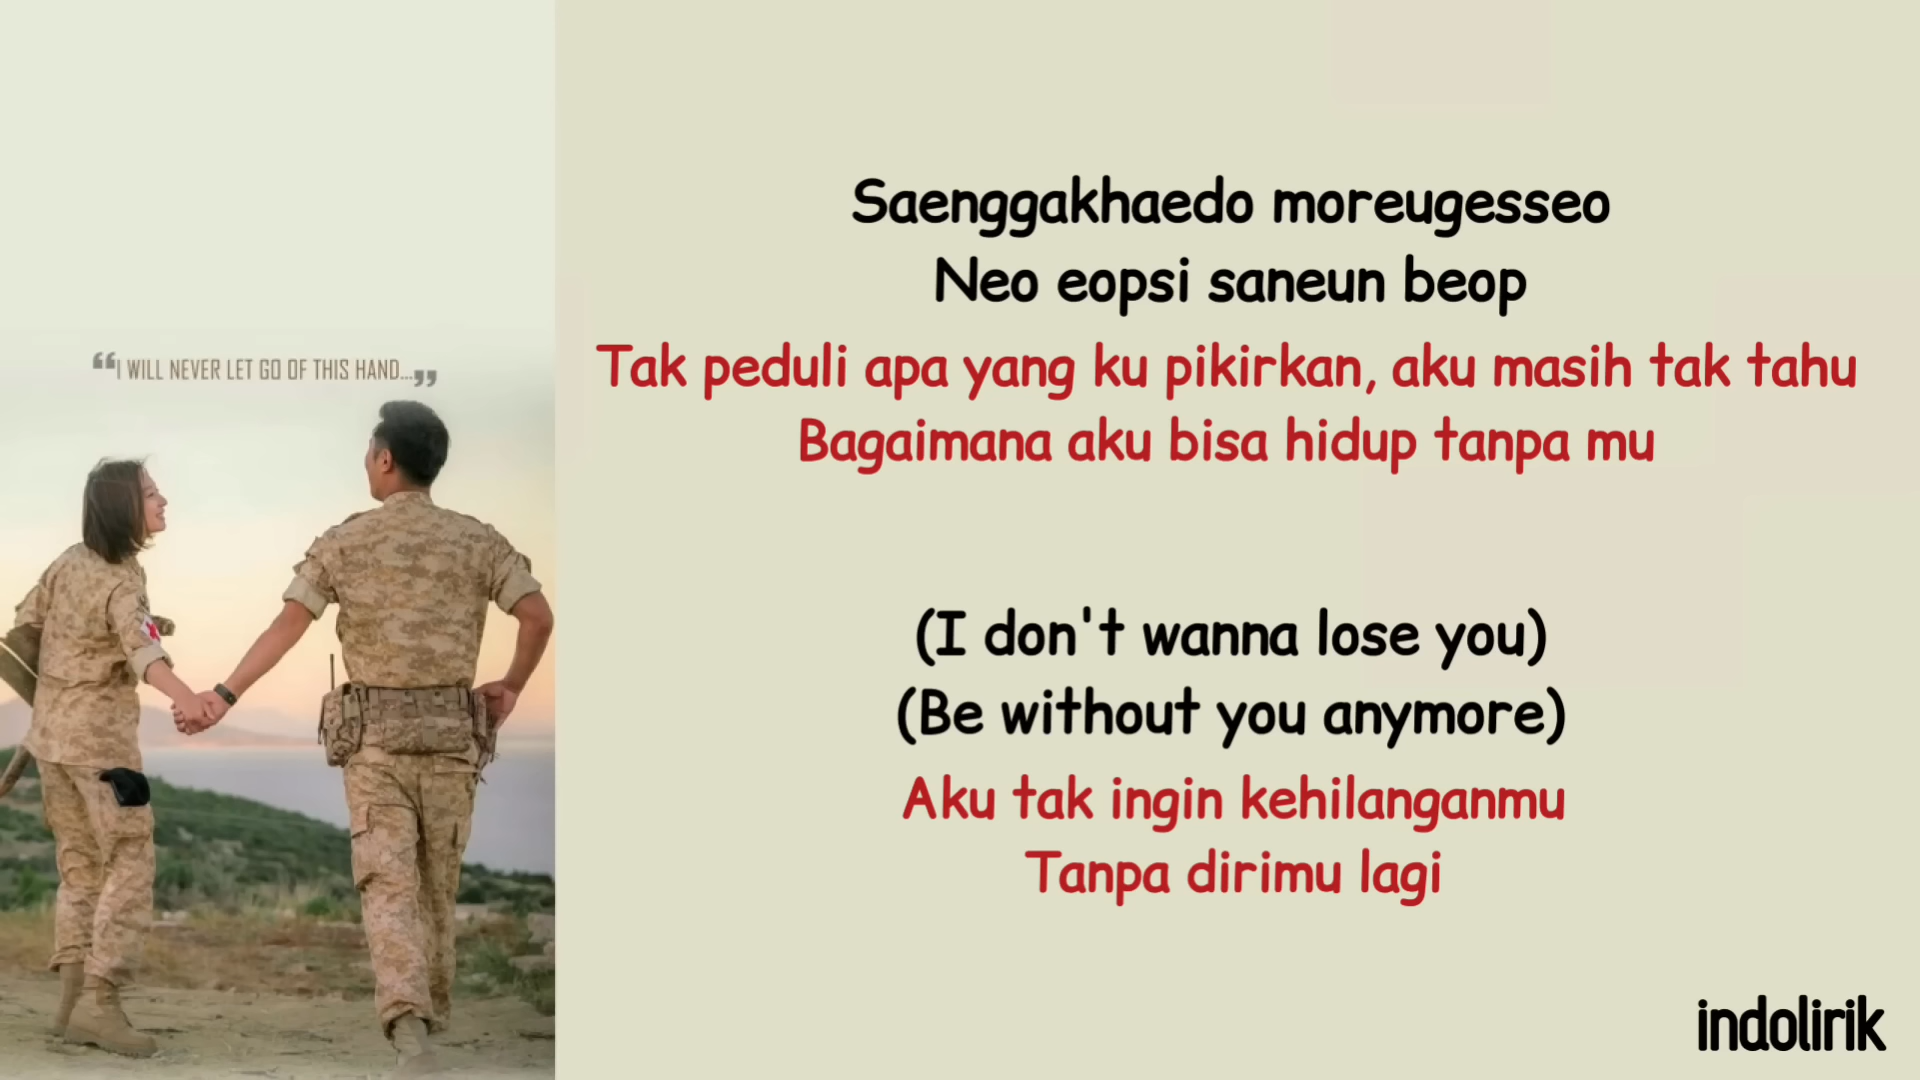 “I WILL NEVER LET GO OF THIS HAND...„
Saenggakhaedo moreugesseo
Neo eopsi saneun beop
Tak peduli apa yang ku pikirkan, aku masih tak tahu
Bagaimana aku bisa hidup tanpa mu
(I don't wanna lose you)
(Be without you anymore)
Aku tak ingin kehilanganmu
Tanpa dirimu lagi
indolirik